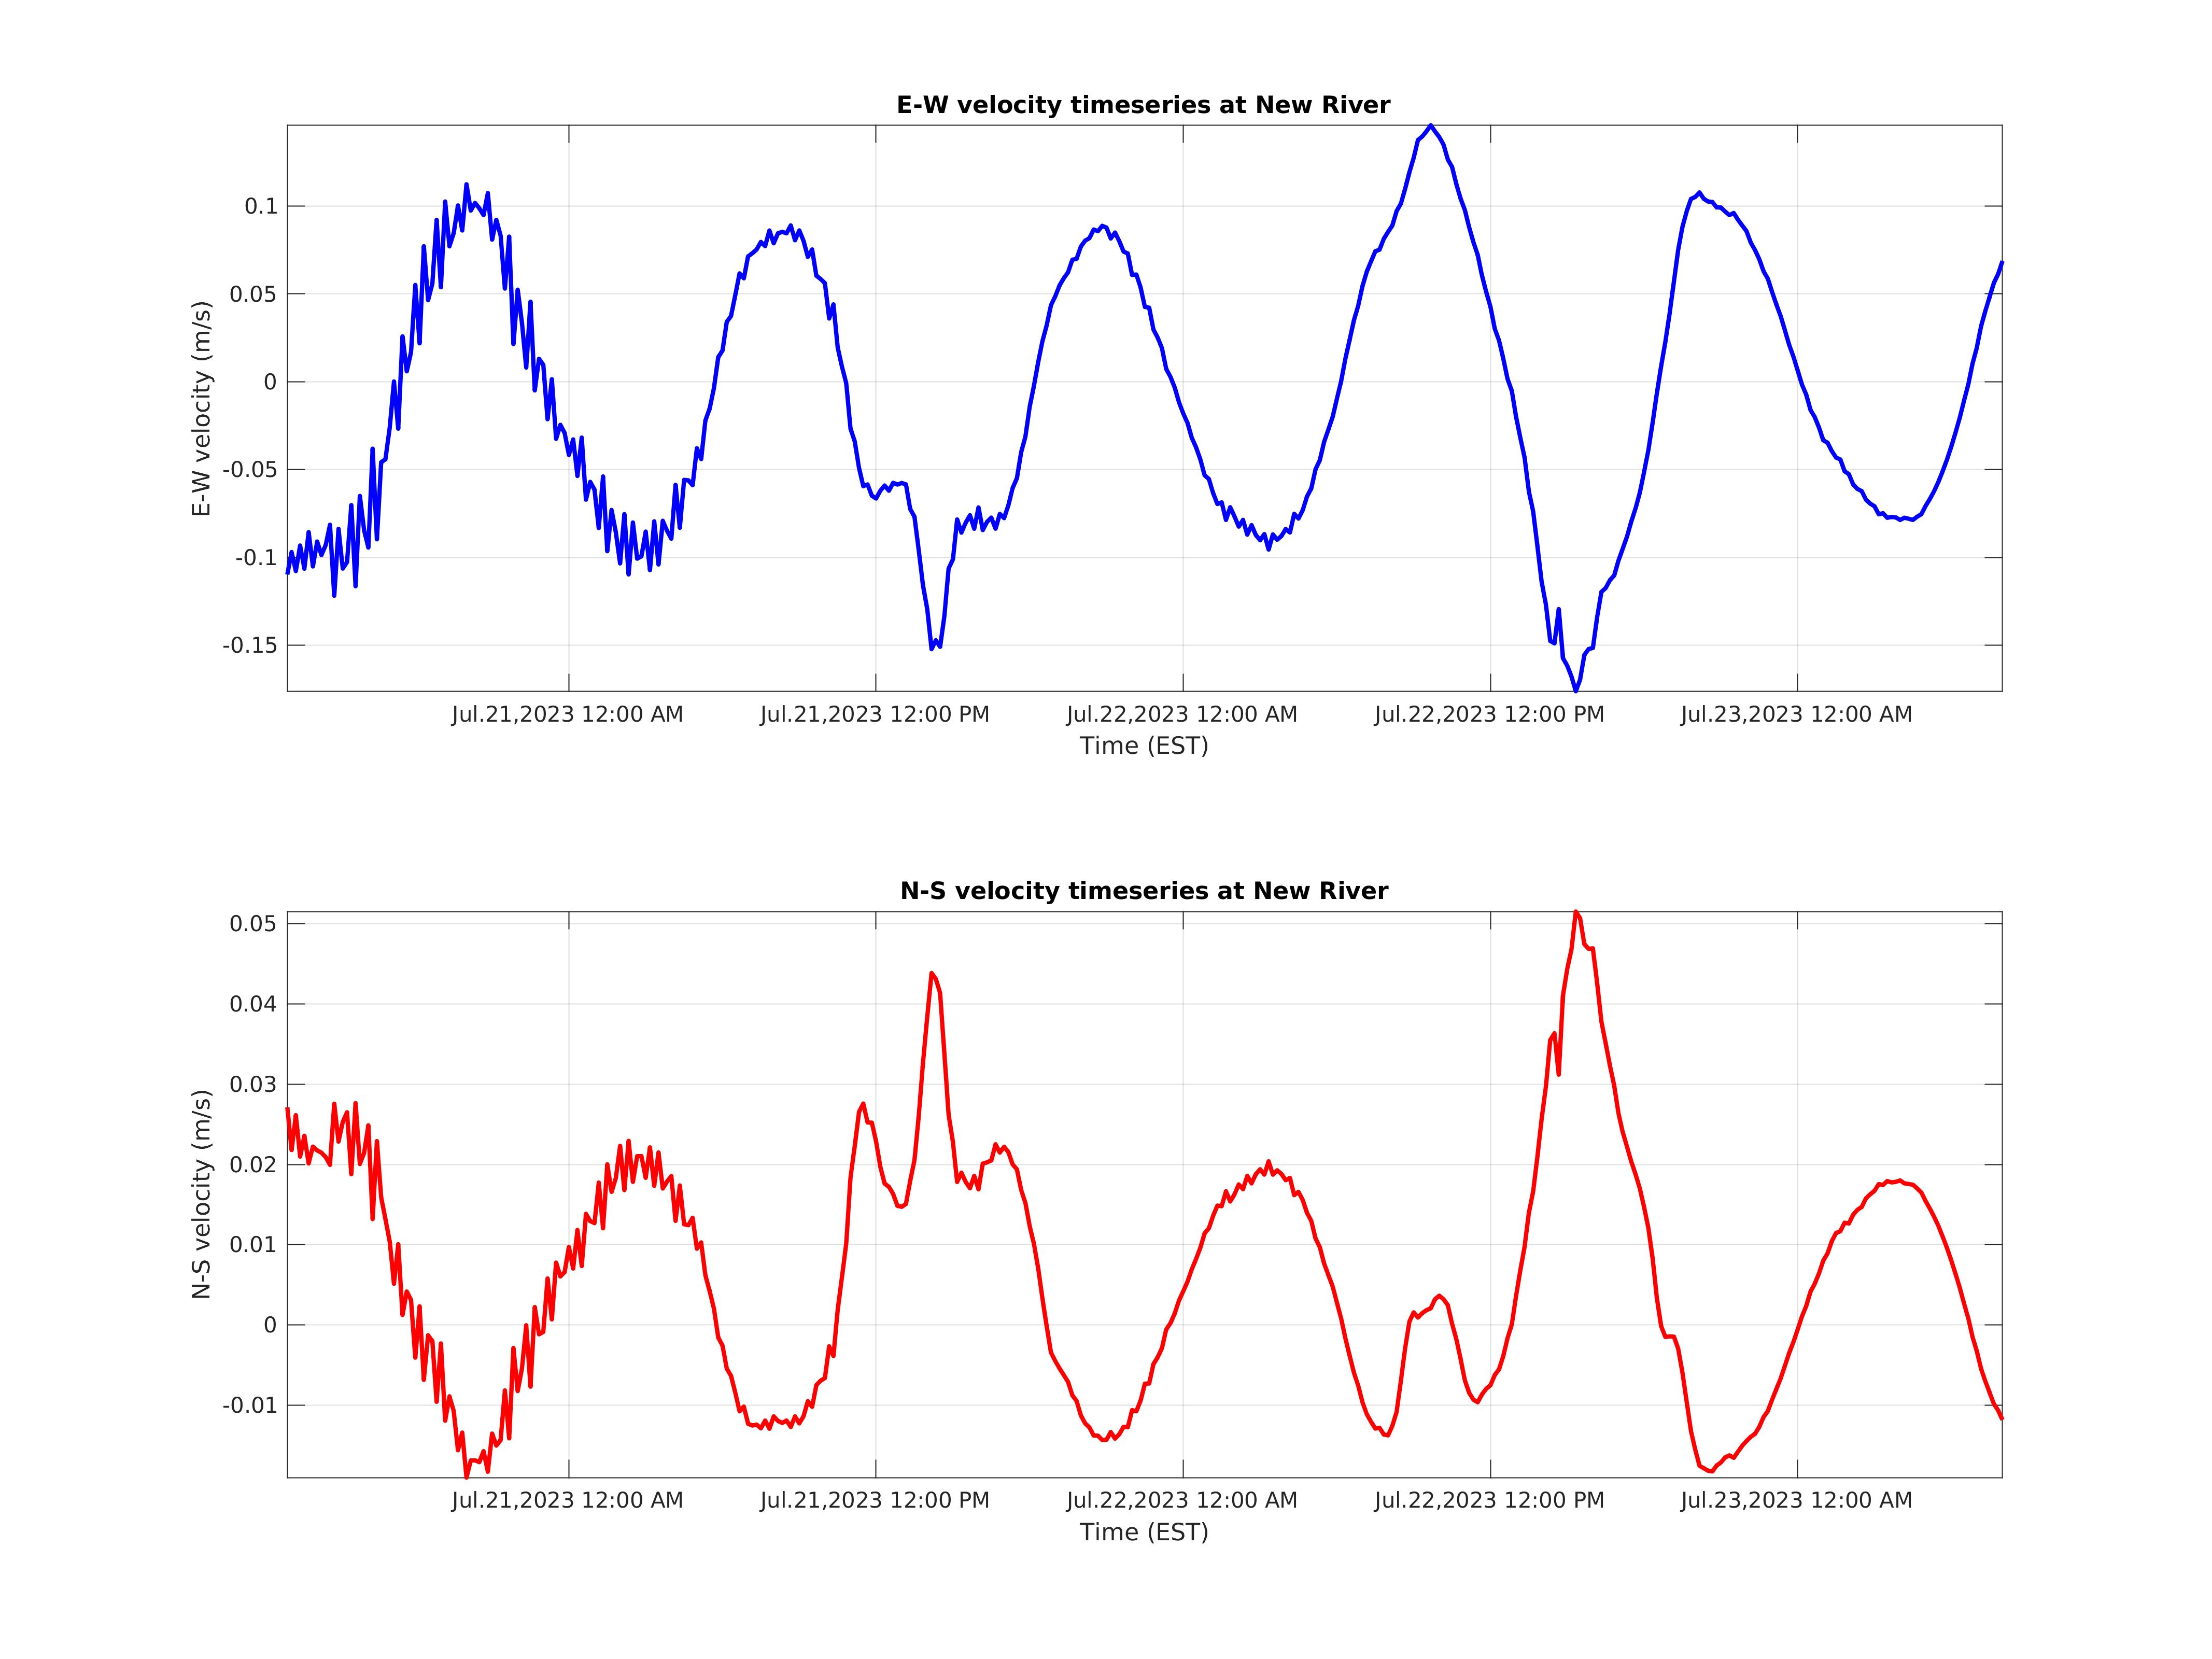 E-W velocity timeseries at New River
E-W velocity (m/s)
0.1
0.05
0
-0.05
-0.1
-0.15
Jul.21,2023 12:00 AM
Jul.21,2023 12:00 PM
Jul.22,2023 12:00 AM
Jul.22,2023 12:00 PM
Jul.23,2023 12:00 AM
Time (EST)
N-S velocity timeseries at New River
N-S velocity (m/s)
0.05
0.04
0.03
0.02
0.01
0
-0.01
Jul.21,2023 12:00 AM
Jul.21,2023 12:00 PM
Jul.22,2023 12:00 AM
Jul.22,2023 12:00 PM
Jul.23,2023 12:00 AM
Time (EST)